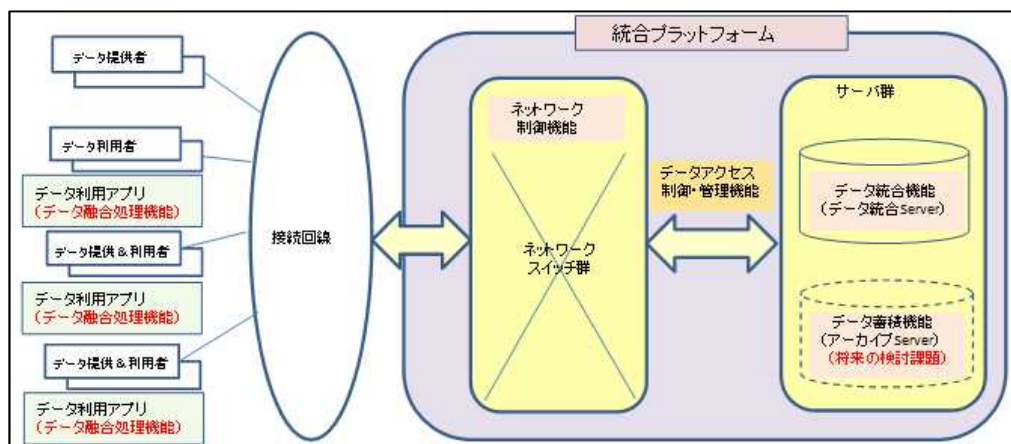 統合プラットフォーム
データ提供者
データ利用者
データ利用アプリ
(データ融合処理機能)
データ提供&利用者
データ利用アプリ
(データ融合処理機能)
データ提供&利用者
データ利用アプリ
(データ融合処理機能)
接続回線
ネットワーク
制御機能
ネットワーク
スイッチ群
データアクセス
制御・管理機能
サーバ群
データ統合機能
(データ統合Server)
データ蓄積機能
(アーカイブServer)
(将来の検討課題)